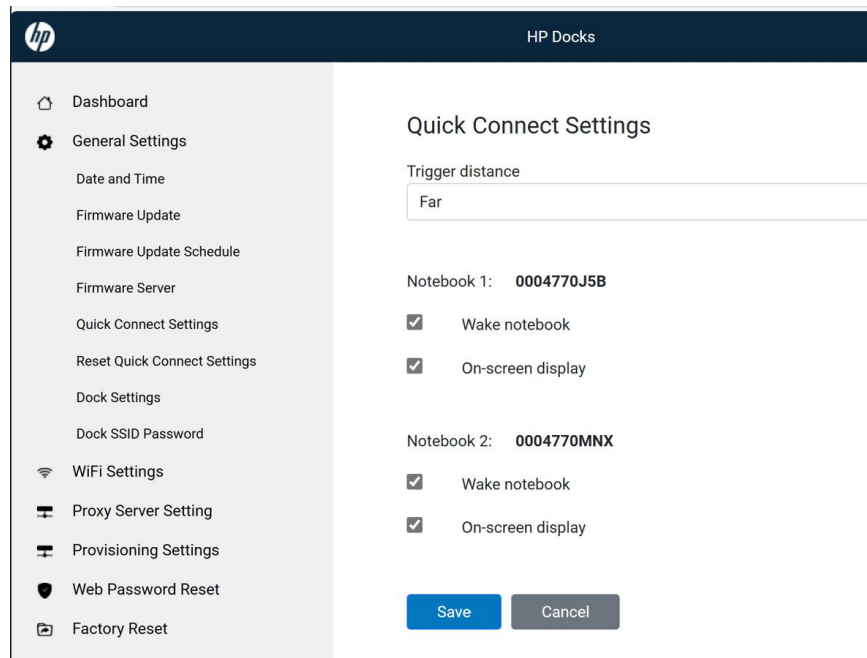 hp
HP Docks
Dashboard
General Settings
Date and Time
Firmware Update
Firmware Update Schedule
Firmware Server
Quick Connect Settings
Reset Quick Connect Settings
Dock Settings
Dock SSID Password
WiFi Settings
Proxy Server Setting
Provisioning Settings
Web Password Reset
Factory Reset
Quick Connect Settings
Trigger distance
Far
Notebook 1: 0004770J5B
Wake notebook
On-screen display
Notebook 2: 0004770MNX
Wake notebook
On-screen display
Save Cancel